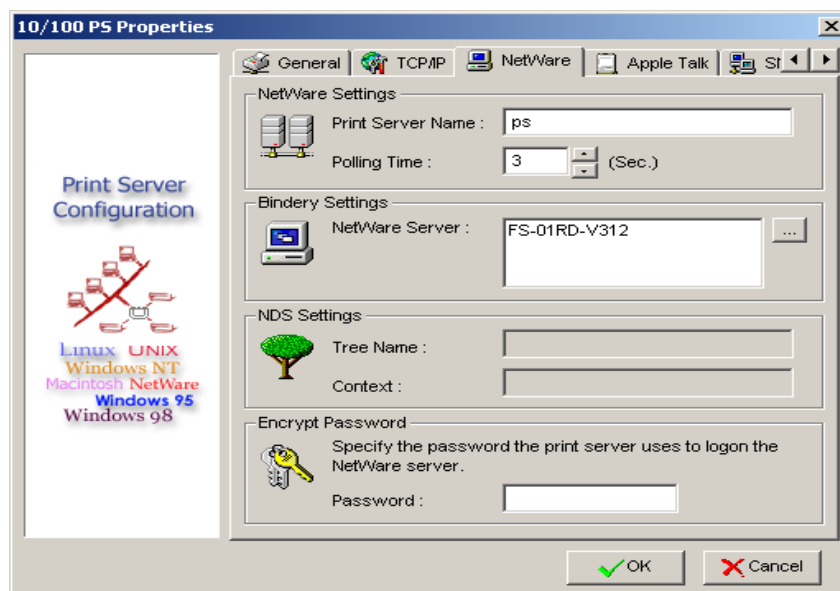 10/100 PS Properties
General
TCP/IP
NetWare
Apple Talk
Print Server
Configuration
Linux UNIX
Windows NT
Macintosh NetWare
Windows 95
Windows 98
NetWare Settings
Print Server Name :
ps
Polling Time :
3
(Sec.)
Bindery Settings
NetWare Server :
FS-01RD-V312
...
NDS Settings
Tree Name :
Context :
Encrypt Password
Specify the password the print server uses to logon the
NetWare server.
Password :
OK
Cancel